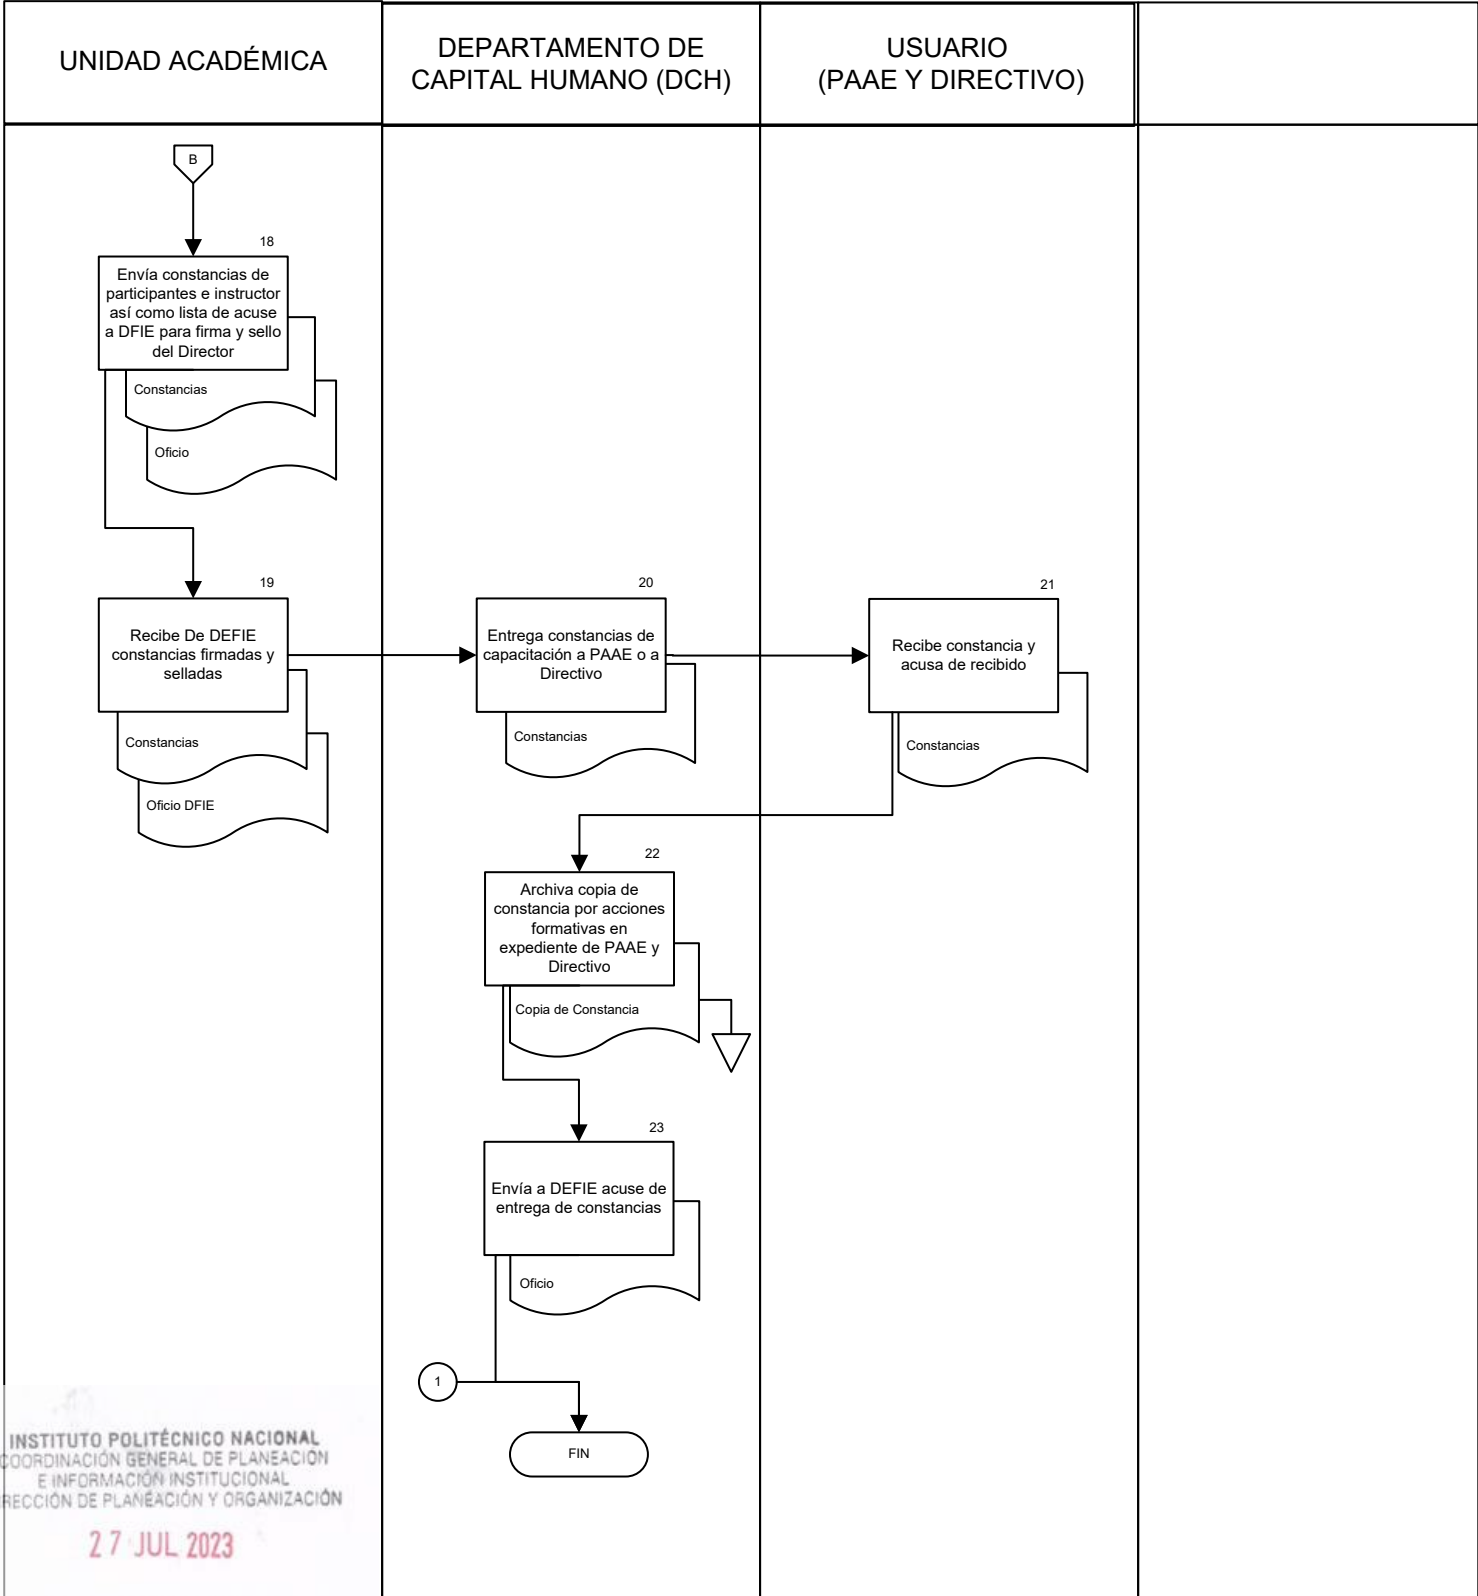 UNIDAD ACADÉMICA
DEPARTAMENTO DE
CAPITAL HUMANO (DCH)
USUARIO
(PAAE Y DIRECTIVO)
B
18
Envía constancias de
participantes e instructor
así como lista de acuse
a DFIE para firma y sello
del Director
Constancias
Oficio
19
Recibe De DEFIE
constancias firmadas y
selladas
Constancias
Oficio DFIE
20
Entrega constancias de
capacitación a PAAE o a
Directivo
Constancias
21
Recibe constancia y
acusa de recibido
Constancias
22
Archiva copia de
constancia por acciones
formativas en
expediente de PAAE y
Directivo
Copia de Constancia
23
Envía a DEFIE acuse de
entrega de constancias
Oficio
1
FIN
INSTITUTO POLITÉCNICO NACIONAL
COORDINACIÓN GENERAL DE PLANEACIÓN
E INFORMACIÓN INSTITUCIONAL
RECCIÓN DE PLANEACIÓN Y ORGANIZACIÓN
27 JUL 2023